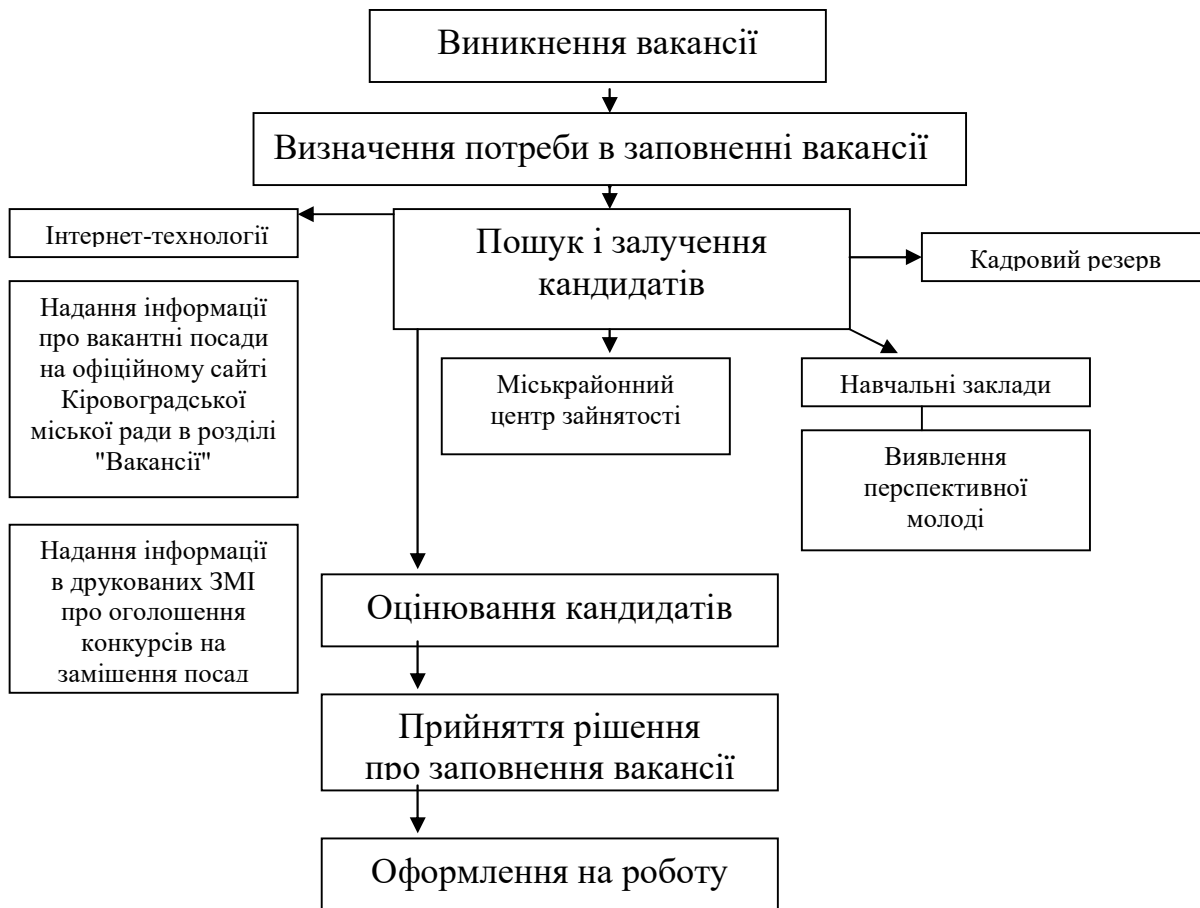 Виникнення вакансії
Визначення потреби в заповненні вакансії
Інтернет-технології
Пошук і залучення
кандидатів
Кадровий резерв
Надання інформації
про вакантні посади
на офіційному сайті
Кіровоградської
міської ради в розділі
"Вакансії"
Міськрайонний
центр зайнятості
Навчальні заклади
Виявлення
перспективної
молоді
Надання інформації
в друкованих ЗМІ
про оголошення
конкурсів на
заміщення посад
Оцінювання кандидатів
Прийняття рішення
про заповнення вакансії
Оформлення на роботу